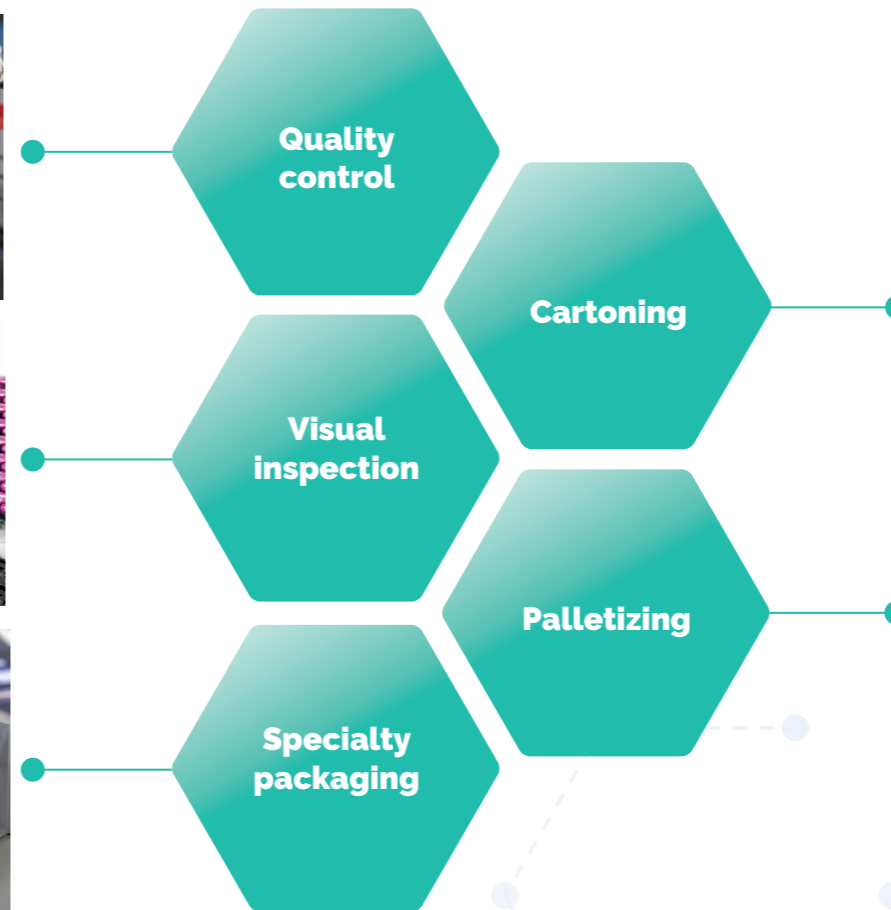 Quality
control
Cartoning
Visual
inspection
Palletizing
Specialty
packaging